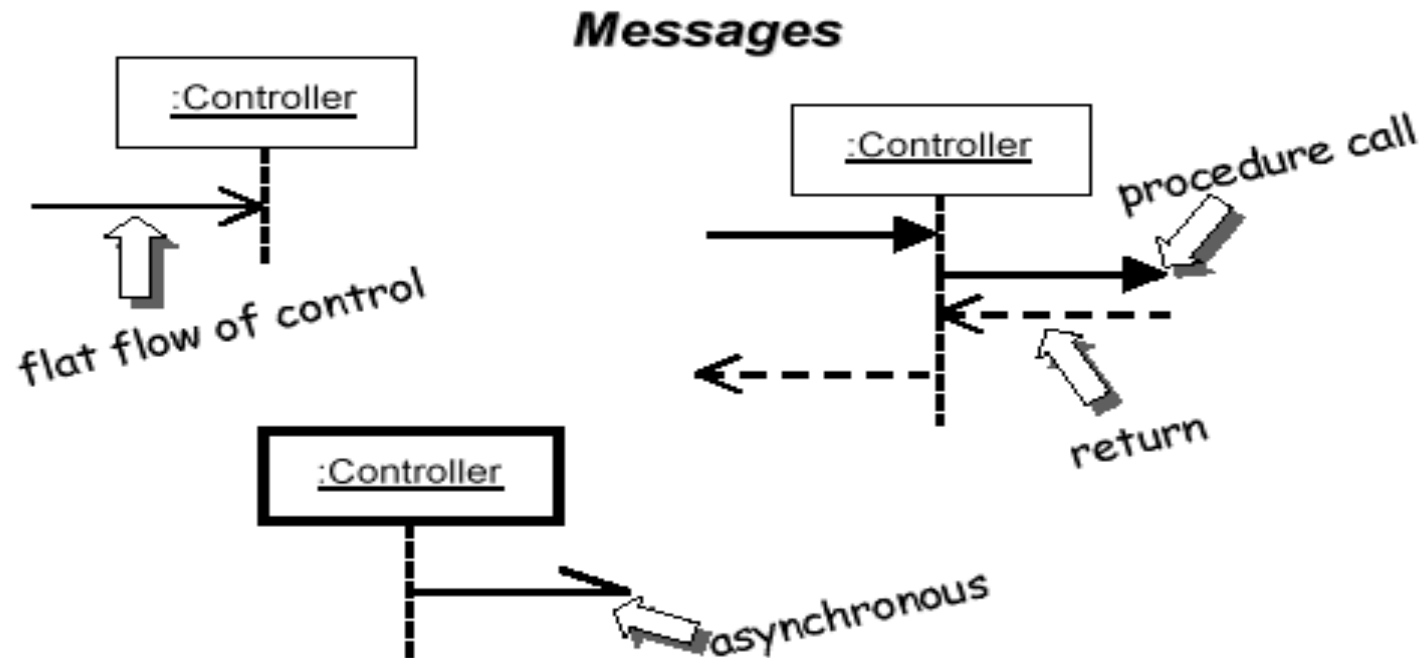 Messages
:Controller
flat flow of control
:Controller
procedure call
return
:Controller
asynchronous